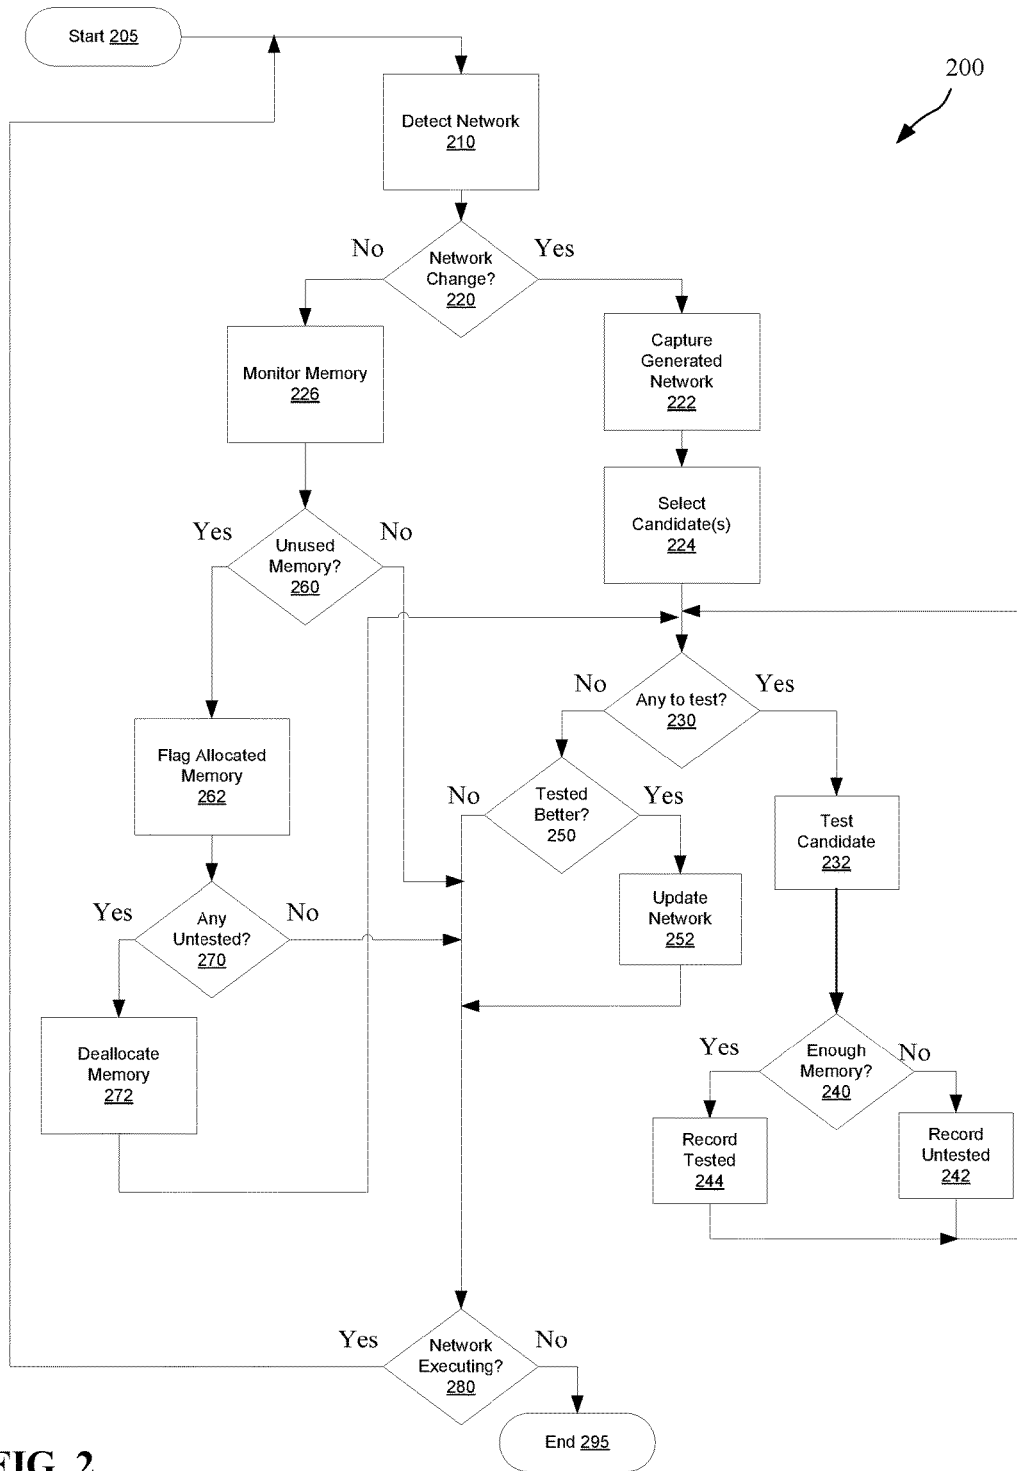 Start 205
200
Detect Network
210
No
Yes
Network
Change?
220
Capture
Generated
Network
222
Monitor Memory
226
Select
Candidate(s)
224
Yes
No
Unused
Memory?
260
No
Yes
Any to test?
230
Flag Allocated
Memory
262
No
Yes
Tested
Better?
250
Test
Candidate
232
Update
Network
252
Yes
No
Any
Untested?
270
Deallocate
Memory
272
Yes
No
Enough
Memory?
240
Record
Tested
244
Record
Untested
242
Yes
No
Network
Executing?
280
End 295
FIG. 2